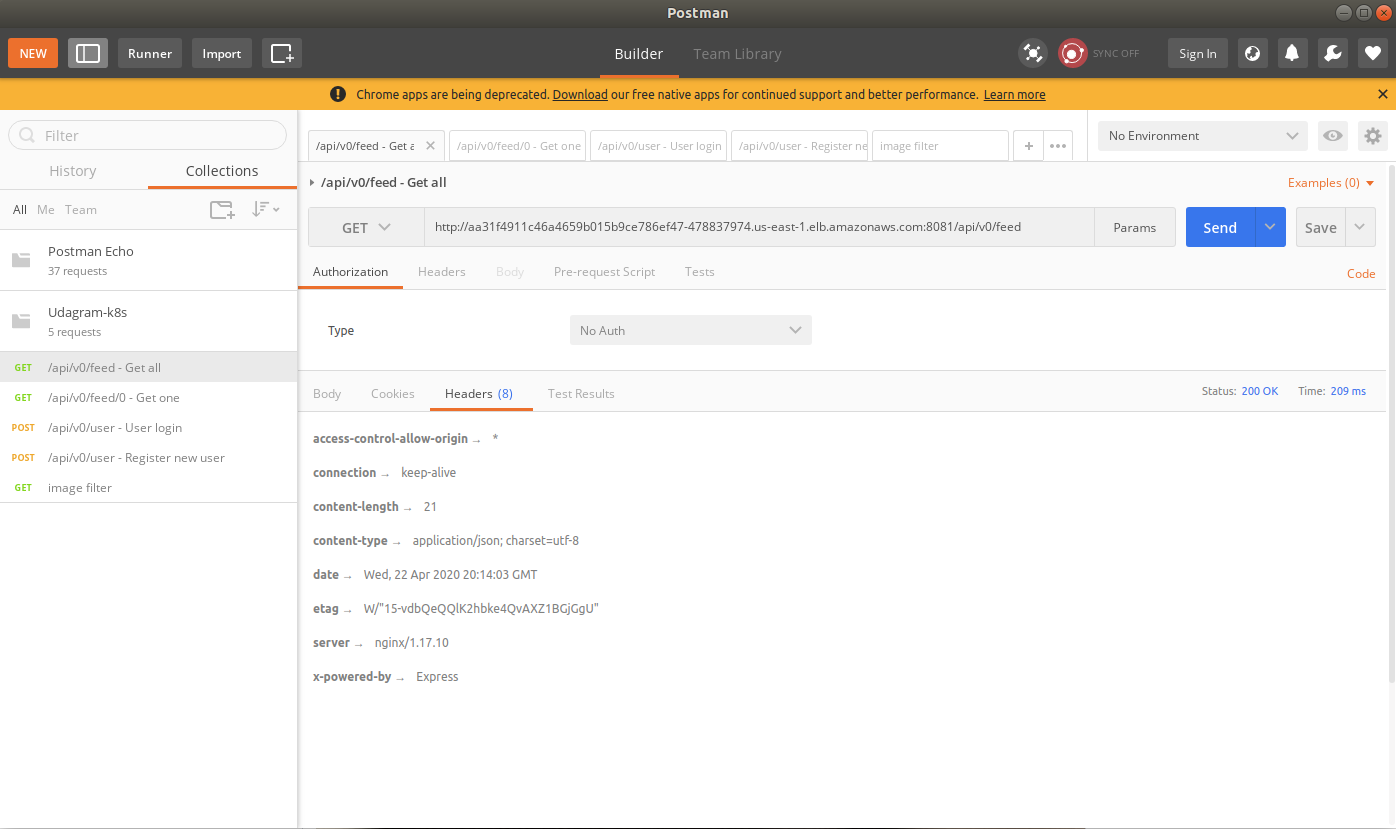 Postman
NEW Runner Import Builder Team Library SYNC OFF Sign In
Chrome apps are being deprecated. Download our free native apps for continued support and better performance. Learn more
Filter
History Collections
All Me Team
Postman Echo
37 requests
Udagram-k8s
5 requests
GET /api/v0/feed - Get all
GET /api/v0/feed/0 - Get one
POST /api/v0/user - User login
POST /api/v0/user - Register new user
GET image filter
/api/v0/feed - Get a /api/v0/feed/0 - Get one /api/v0/user - User login /api/v0/user - Register ne image filter + ••• No Environment
/api/v0/feed - Get all Examples (0)
GET http://aa31f4911c46a4659b015b9ce786ef47-478837974.us-east-1.elb.amazonaws.com:8081/api/v0/feed Params Send Save
Authorization Headers Body Pre-request Script Tests Code
Type No Auth
Body Cookies Headers (8) Test Results Status: 200 OK Time: 209 ms
access-control-allow-origin → *
connection → keep-alive
content-length → 21
content-type → application/json; charset=utf-8
date → Wed, 22 Apr 2020 20:14:03 GMT
etag → W/"15-vdbQeQQlK2hbke4QvAXZ1BGjGgU"
server → nginx/1.17.10
x-powered-by → Express